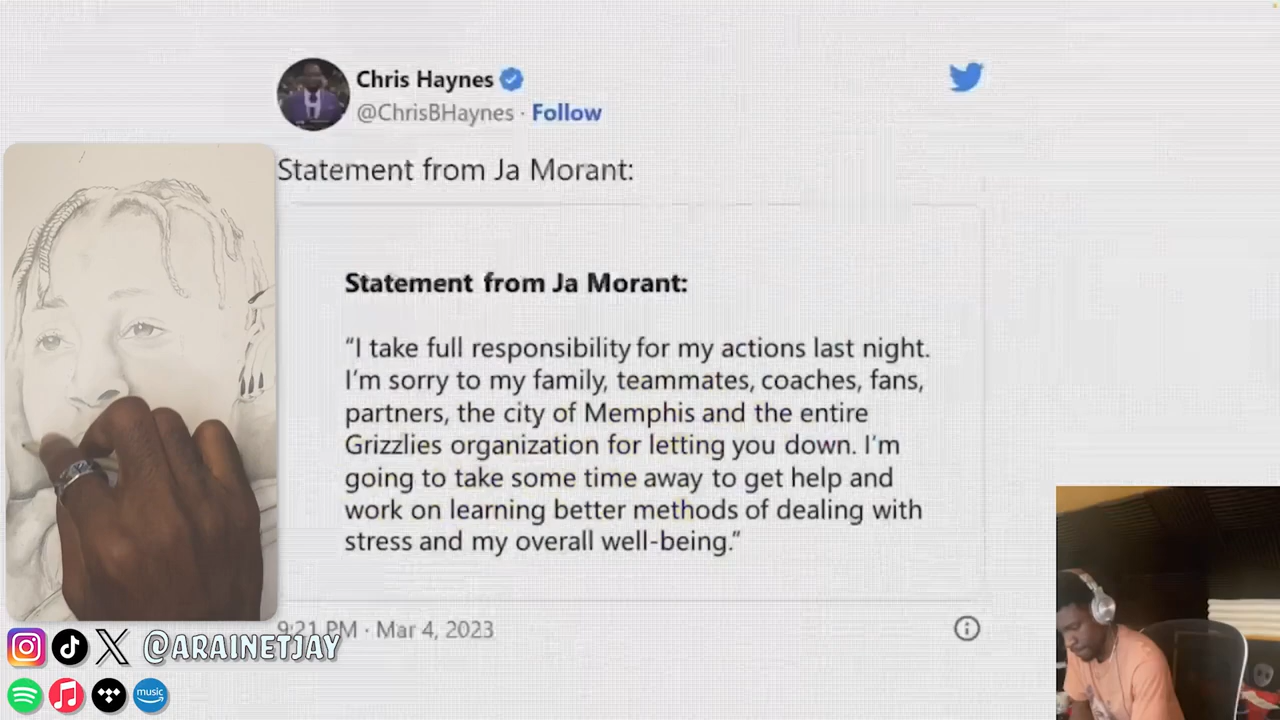 Chris Haynes
@ChrisBHaynes · Follow
Statement from Ja Morant:
Statement from Ja Morant:
“I take full responsibility for my actions last night.
I’m sorry to my family, teammates, coaches, fans,
partners, the city of Memphis and the entire
Grizzlies organization for letting you down. I’m
going to take some time away to get help and
work on learning better methods of dealing with
stress and my overall well-being.”
9:21 PM · Mar 4, 2023
@ARAINETJAY
music